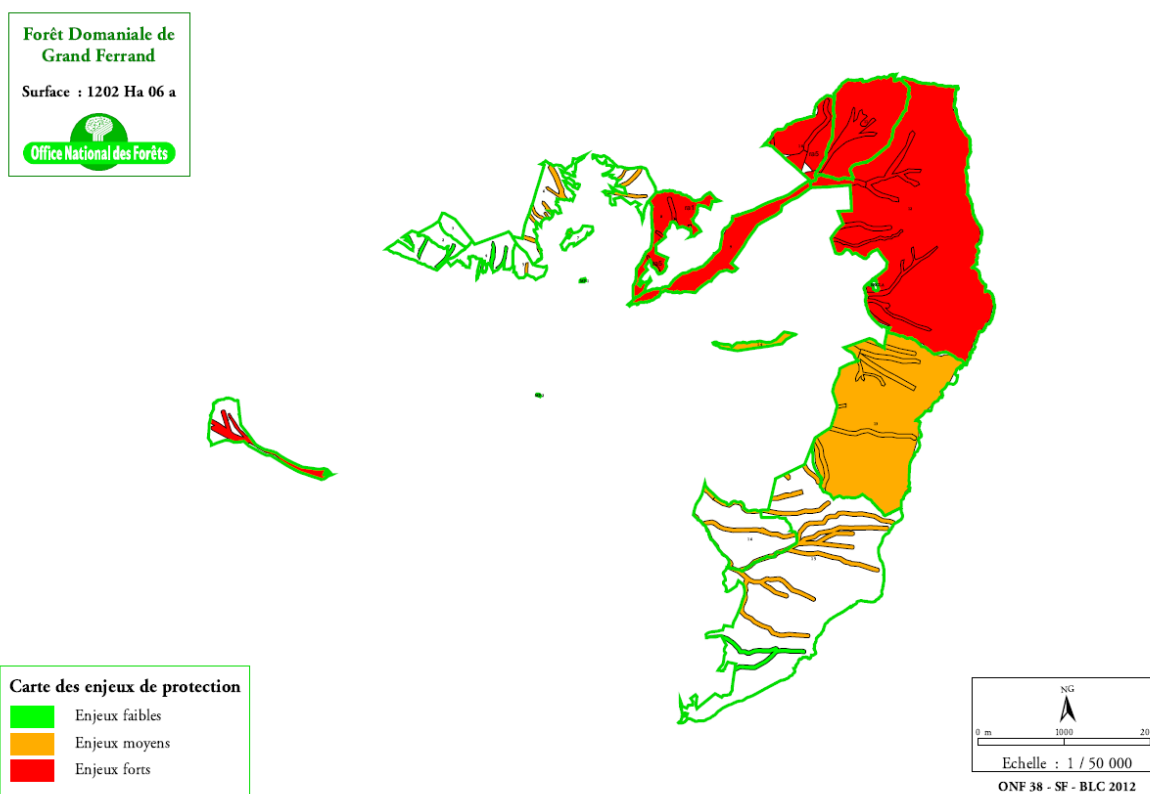 Forêt Domaniale de
Grand Ferrand
Surface : 1202 Ha 06 a
Office National des Forêts
Carte des enjeux de protection
Enjeux faibles
Enjeux moyens
Enjeux forts
NG
0 m 1000
Echelle : 1 / 50 000
ONF 38 - SF - BLC 2012